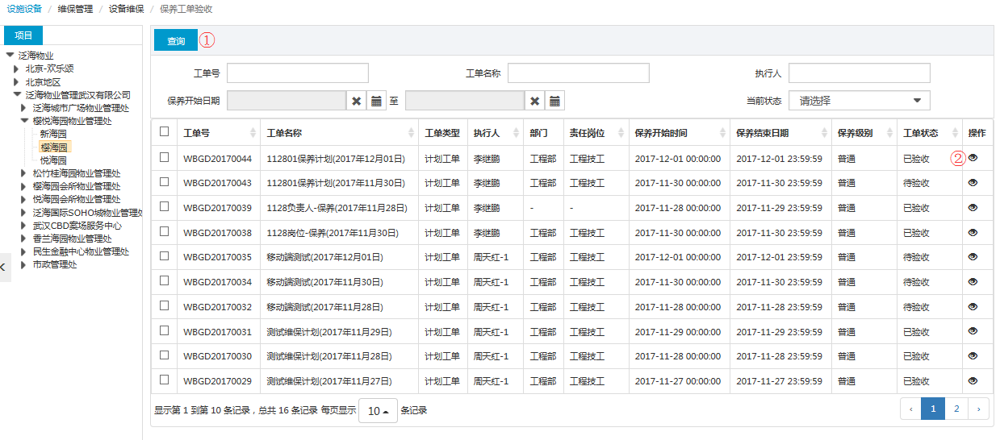 设施设备 / 维保管理 / 设备维保 / 保养工单验收
项目
泛海物业
北京-欢乐颂
北京地区
泛海物业管理武汉有限公司
泛海城市广场物业管理处
樱悦海园物业管理处
新海园
樱海园
悦海园
松竹桂海园物业管理处
樱海园会所物业管理处
悦海园会所物业管理处
泛海国际SOHO城物业管理处
武汉CBD案场服务中心
香兰海园物业管理处
民生金融中心物业管理处
市政管理处
查询 ①
工单号 工单名称 执行人
保养开始日期 至 当前状态 请选择
工单号 工单名称 工单类型 执行人 部门 责任岗位 保养开始时间 保养结束日期 保养级别 工单状态 操作
WBGD20170044 112801保养计划(2017年12月01日) 计划工单 李继鹏 工程部 工程技工 2017-12-01 00:00:00 2017-12-01 23:59:59 普通 已验收 ②
WBGD20170043 112801保养计划(2017年11月30日) 计划工单 李继鹏 工程部 工程技工 2017-11-30 00:00:00 2017-11-30 23:59:59 普通 待验收
WBGD20170039 1128负责人-保养(2017年11月28日) 计划工单 李继鹏 - - 2017-11-28 00:00:00 2017-11-28 23:59:59 普通 已验收
WBGD20170038 1128岗位-保养(2017年11月30日) 计划工单 李继鹏 工程部 工程技工 2017-11-30 00:00:00 2017-11-30 23:59:59 普通 已验收
WBGD20170035 移动端测试(2017年12月01日) 计划工单 周天红-1 工程部 工程技工 2017-12-01 00:00:00 2017-12-01 23:59:59 普通 待验收
WBGD20170034 移动端测试(2017年11月30日) 计划工单 周天红-1 工程部 工程技工 2017-11-30 00:00:00 2017-11-30 23:59:59 普通 待验收
WBGD20170032 移动端测试(2017年11月28日) 计划工单 周天红-1 工程部 工程技工 2017-11-28 00:00:00 2017-11-28 23:59:59 普通 待验收
WBGD20170031 测试维保计划(2017年11月29日) 计划工单 周天红-1 工程部 工程技工 2017-11-29 00:00:00 2017-11-29 23:59:59 普通 已验收
WBGD20170030 测试维保计划(2017年11月28日) 计划工单 周天红-1 工程部 工程技工 2017-11-28 00:00:00 2017-11-28 23:59:59 普通 已验收
WBGD20170029 测试维保计划(2017年11月27日) 计划工单 周天红-1 工程部 工程技工 2017-11-27 00:00:00 2017-11-27 23:59:59 普通 已验收
显示第 1 到第 10 条记录，总共 16 条记录 每页显示 10 条记录 ‹ 1 2 ›